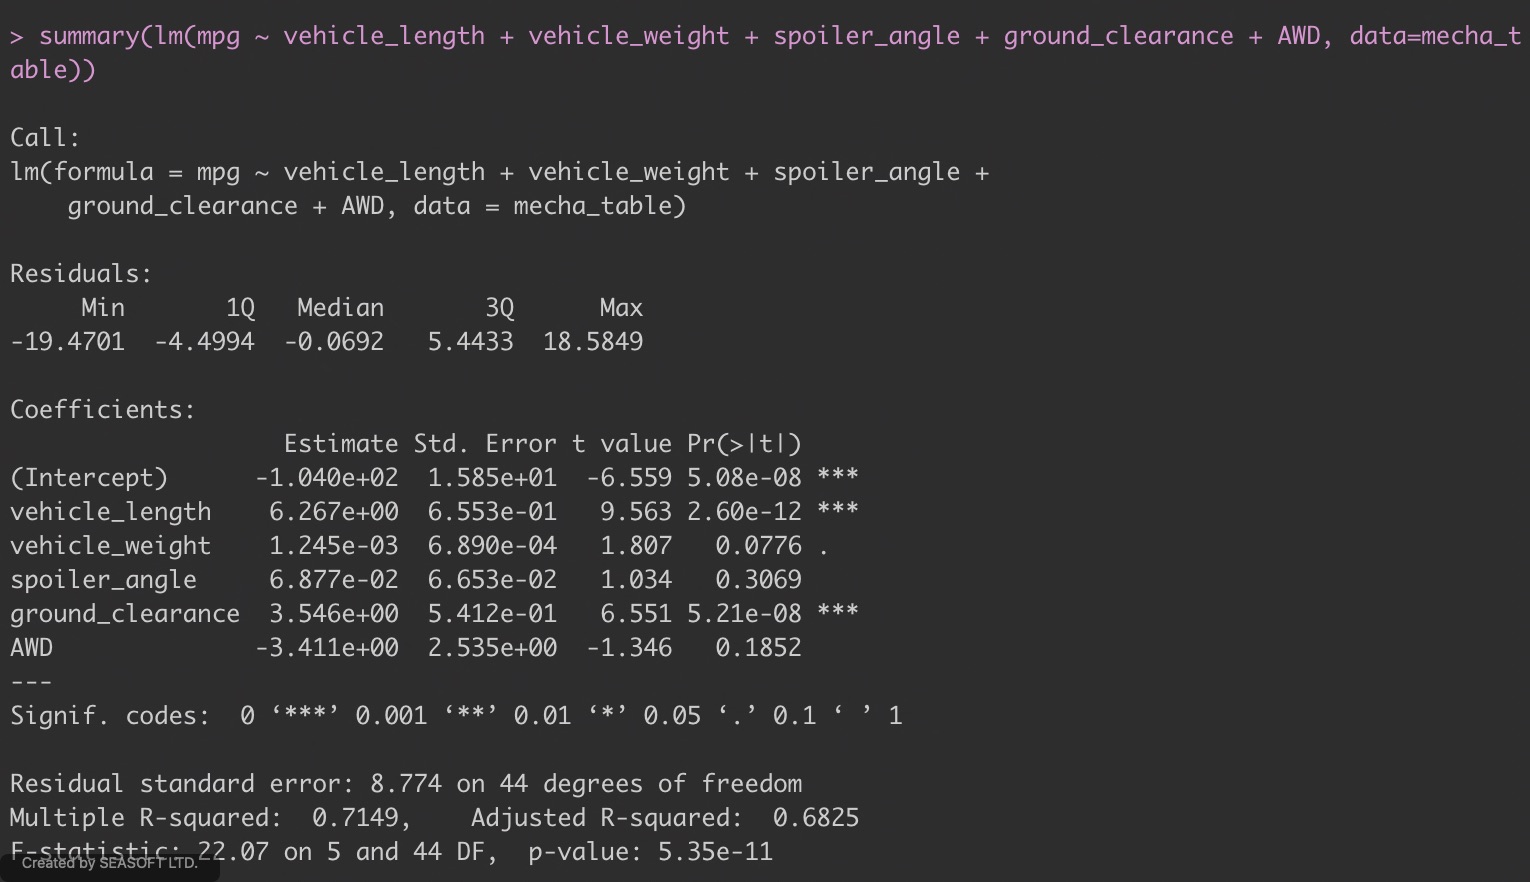 > summary(lm(mpg ~ vehicle_length + vehicle_weight + spoiler_angle + ground_clearance + AWD, data=mecha_t
able))
Call:
lm(formula = mpg ~ vehicle_length + vehicle_weight + spoiler_angle +
    ground_clearance + AWD, data = mecha_table)
Residuals:
     Min       1Q   Median       3Q      Max
-19.4701  -4.4994  -0.0692   5.4433  18.5849
Coefficients:
                   Estimate Std. Error t value Pr(>|t|)
(Intercept)      -1.040e+02  1.585e+01  -6.559 5.08e-08 ***
vehicle_length    6.267e+00  6.553e-01   9.563 2.60e-12 ***
vehicle_weight    1.245e-03  6.890e-04   1.807   0.0776 .
spoiler_angle     6.877e-02  6.653e-02   1.034   0.3069
ground_clearance  3.546e+00  5.412e-01   6.551 5.21e-08 ***
AWD              -3.411e+00  2.535e+00  -1.346   0.1852
---
Signif. codes:  0 ‘***’ 0.001 ‘**’ 0.01 ‘*’ 0.05 ‘.’ 0.1 ‘ ’ 1
Residual standard error: 8.774 on 44 degrees of freedom
Multiple R-squared:  0.7149,    Adjusted R-squared:  0.6825
F-statistic: 22.07 on 5 and 44 DF,  p-value: 5.35e-11
Created by SEASOFT LTD.